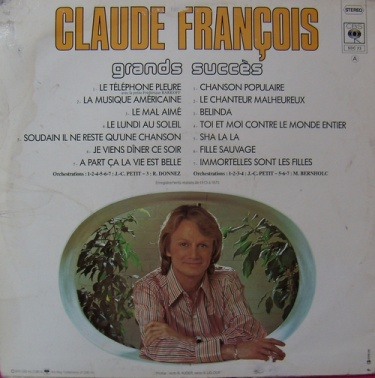 CLAUDE FRANÇOIS
STEREO
CBS
A
grands succès
LE TÉLÉPHONE PLEURE
LA MUSIQUE AMÉRICAINE
LE MAL AIMÉ
LE LUNDI AU SOLEIL
SOUDAIN IL NE RESTE QU'UNE CHANSON
JE VIENS DÎNER CE SOIR
A PART ÇA LA VIE EST BELLE
Orchestrations : 1-2-4-5-6-7 : J.-C. PETIT - 3 : R. DONNEZ
CHANSON POPULAIRE
LE CHANTEUR MALHEUREUX
BELINDA
TOI ET MOI CONTRE LE MONDE ENTIER
SHA LA LA
FILLE SAUVAGE
IMMORTELLES SONT LES FILLES
Orchestrations : 1-2-3-4 : J.-C. PETIT - 5-6-7 : M. BERNHOLC